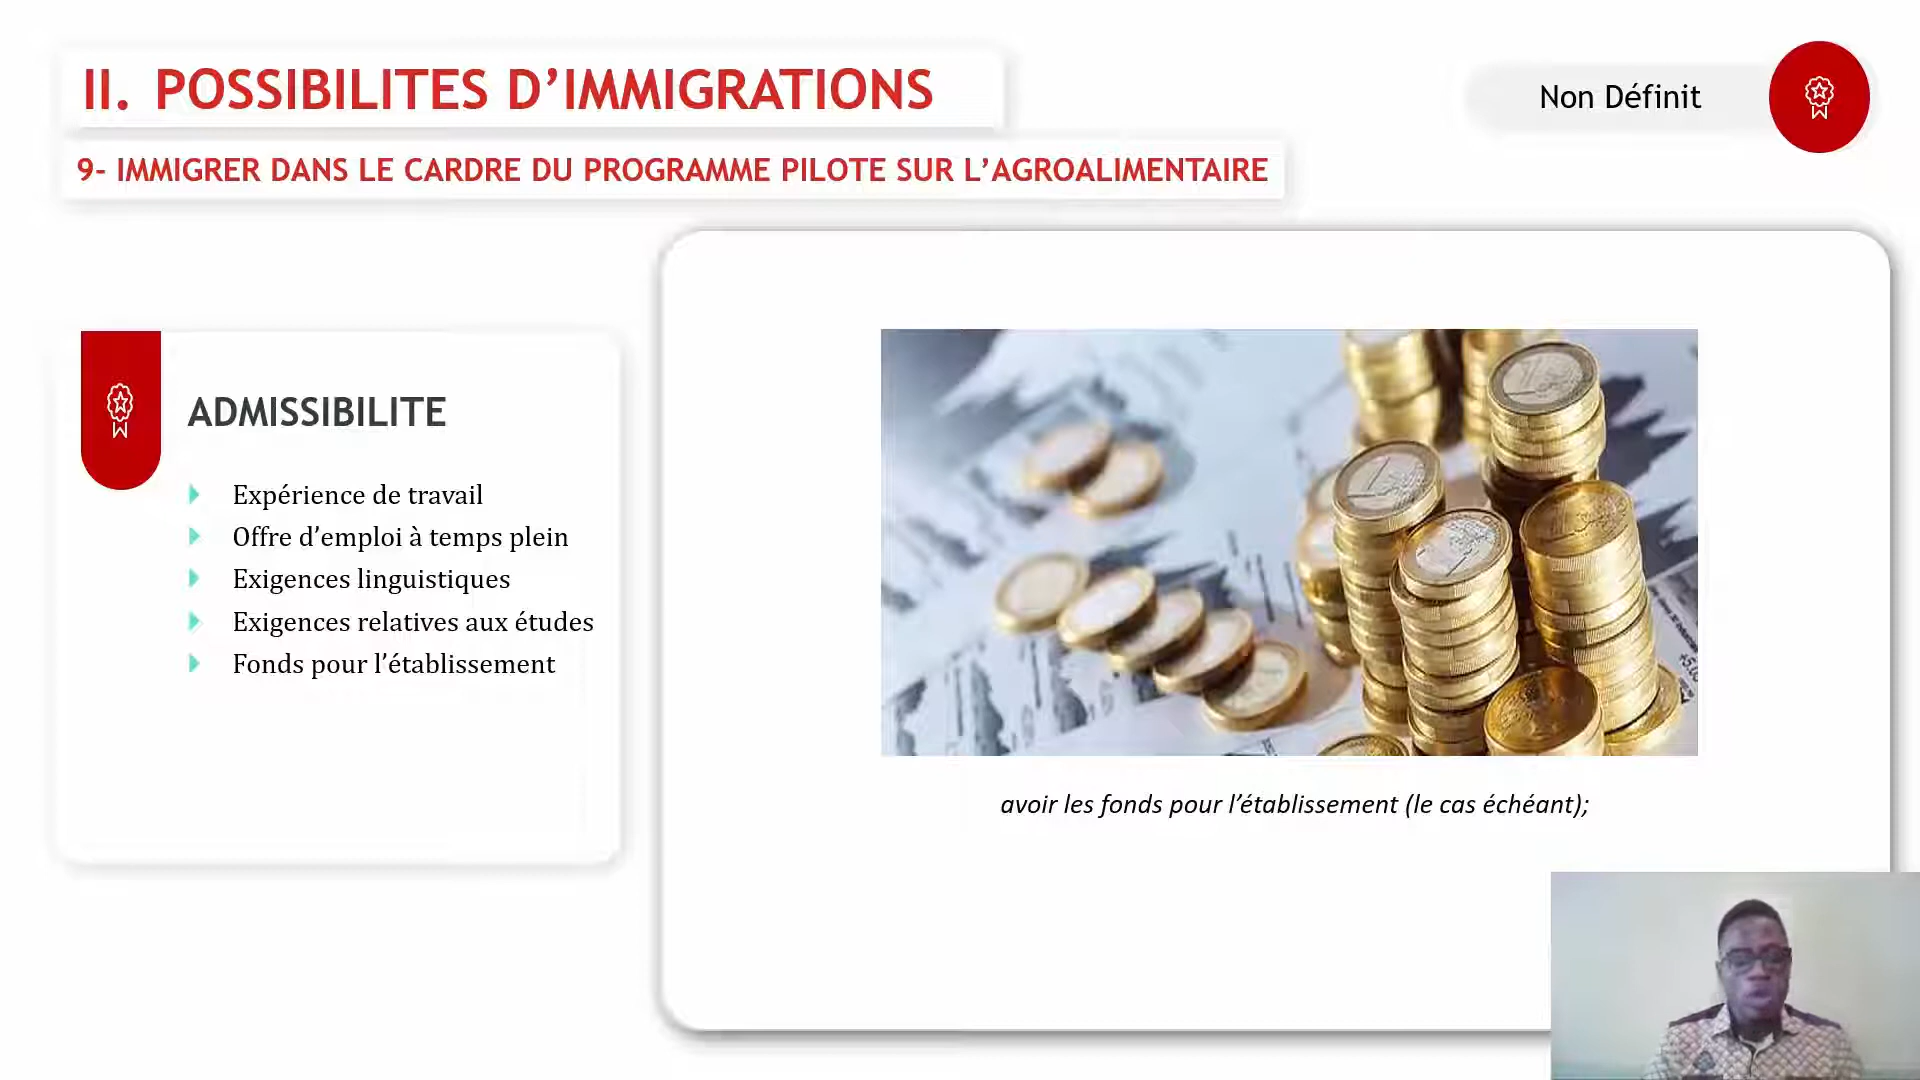 II. POSSIBILITES D’IMMIGRATIONS
Non Définit
9- IMMIGRER DANS LE CARDRE DU PROGRAMME PILOTE SUR L’AGROALIMENTAIRE
ADMISSIBILITE
Expérience de travail
Offre d’emploi à temps plein
Exigences linguistiques
Exigences relatives aux études
Fonds pour l’établissement
avoir les fonds pour l’établissement (le cas échéant);